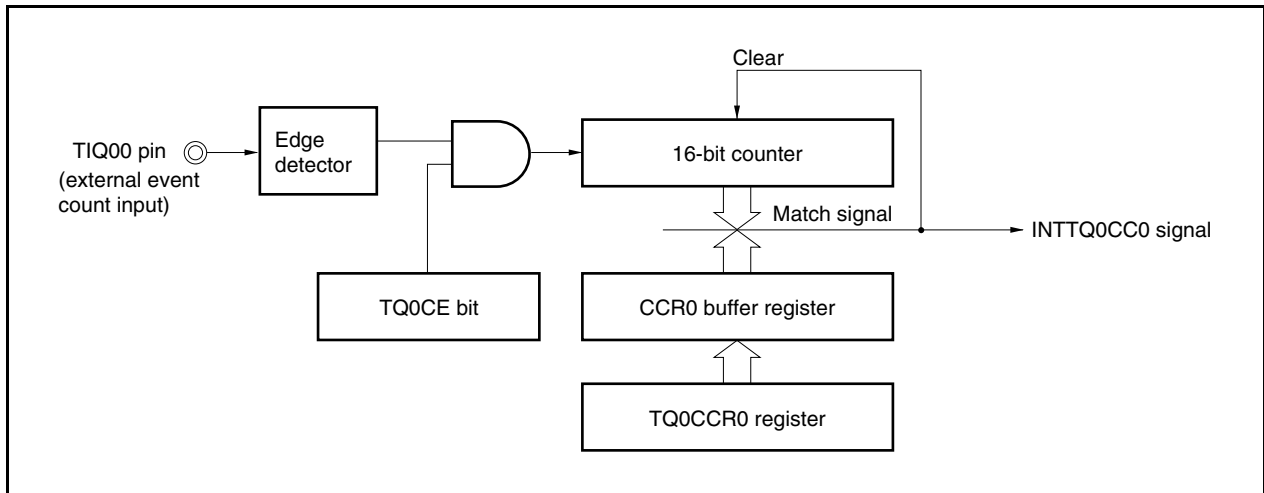 Clear
TIQ00 pin
(external event
count input)
Edge
detector
16-bit counter
Match signal
INTTQ0CC0 signal
TQ0CE bit
CCR0 buffer register
TQ0CCR0 register